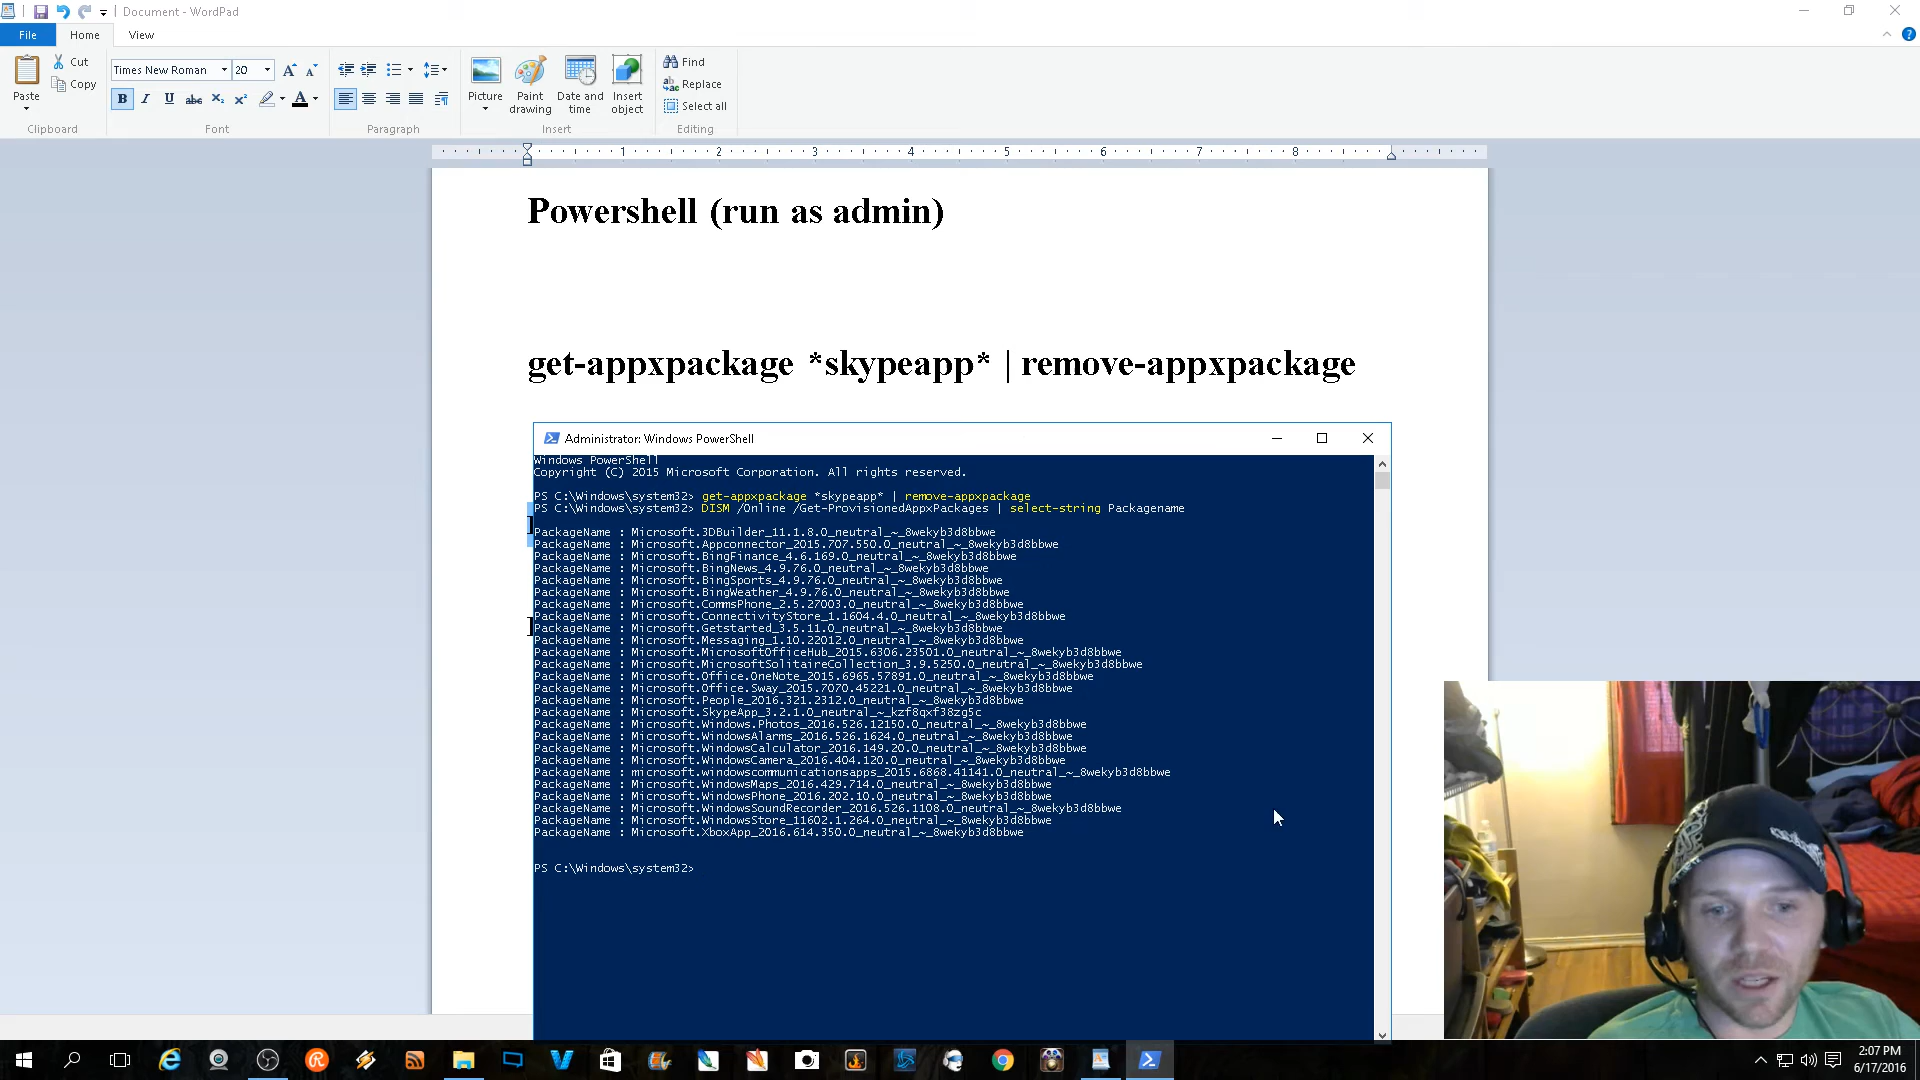 Document - WordPad
File Home View
Paste
Cut
Copy
Clipboard
Times New Roman 20
B I U abc X₂ X²
Font
Paragraph
Picture
Paint drawing
Date and time
Insert object
Insert
Find
Replace
Select all
Editing
1 2 3 4 5 6 7 8
Powershell (run as admin)
get-appxpackage *skypeapp* | remove-appxpackage
Administrator: Windows PowerShell
Windows PowerShell
Copyright (C) 2015 Microsoft Corporation. All rights reserved.
PS C:\Windows\system32> get-appxpackage *skypeapp* | remove-appxpackage
PS C:\Windows\system32> DISM /Online /Get-ProvisionedAppxPackages | select-string Packagename
PackageName : Microsoft.3DBuilder_11.1.8.0_neutral_~_8wekyb3d8bbwe
PackageName : Microsoft.Appconnector_2015.707.550.0_neutral_~_8wekyb3d8bbwe
PackageName : Microsoft.BingFinance_4.6.169.0_neutral_~_8wekyb3d8bbwe
PackageName : Microsoft.BingNews_4.9.76.0_neutral_~_8wekyb3d8bbwe
PackageName : Microsoft.BingSports_4.9.76.0_neutral_~_8wekyb3d8bbwe
PackageName : Microsoft.BingWeather_4.9.76.0_neutral_~_8wekyb3d8bbwe
PackageName : Microsoft.CommsPhone_2.5.27003.0_neutral_~_8wekyb3d8bbwe
PackageName : Microsoft.ConnectivityStore_1.1604.4.0_neutral_~_8wekyb3d8bbwe
PackageName : Microsoft.Getstarted_3.5.11.0_neutral_~_8wekyb3d8bbwe
PackageName : Microsoft.Messaging_1.10.22012.0_neutral_~_8wekyb3d8bbwe
PackageName : Microsoft.MicrosoftOfficeHub_2015.6306.23501.0_neutral_~_8wekyb3d8bbwe
PackageName : Microsoft.MicrosoftSolitaireCollection_3.9.5250.0_neutral_~_8wekyb3d8bbwe
PackageName : Microsoft.Office.OneNote_2015.6965.57891.0_neutral_~_8wekyb3d8bbwe
PackageName : Microsoft.Office.Sway_2015.7070.45221.0_neutral_~_8wekyb3d8bbwe
PackageName : Microsoft.People_2016.321.2312.0_neutral_~_8wekyb3d8bbwe
PackageName : Microsoft.SkypeApp_3.2.1.0_neutral_~_kzf8qxf38zg5c
PackageName : Microsoft.Windows.Photos_2016.526.12150.0_neutral_~_8wekyb3d8bbwe
PackageName : Microsoft.WindowsAlarms_2016.526.1624.0_neutral_~_8wekyb3d8bbwe
PackageName : Microsoft.WindowsCalculator_2016.149.20.0_neutral_~_8wekyb3d8bbwe
PackageName : Microsoft.WindowsCamera_2016.404.120.0_neutral_~_8wekyb3d8bbwe
PackageName : microsoft.windowscommunicationsapps_2015.6868.41141.0_neutral_~_8wekyb3d8bbwe
PackageName : Microsoft.WindowsMaps_2016.429.714.0_neutral_~_8wekyb3d8bbwe
PackageName : Microsoft.WindowsPhone_2016.202.10.0_neutral_~_8wekyb3d8bbwe
PackageName : Microsoft.WindowsSoundRecorder_2016.526.1108.0_neutral_~_8wekyb3d8bbwe
PackageName : Microsoft.WindowsStore_11602.1.264.0_neutral_~_8wekyb3d8bbwe
PackageName : Microsoft.XboxApp_2016.614.350.0_neutral_~_8wekyb3d8bbwe
PS C:\Windows\system32>
2:07 PM
6/17/2016